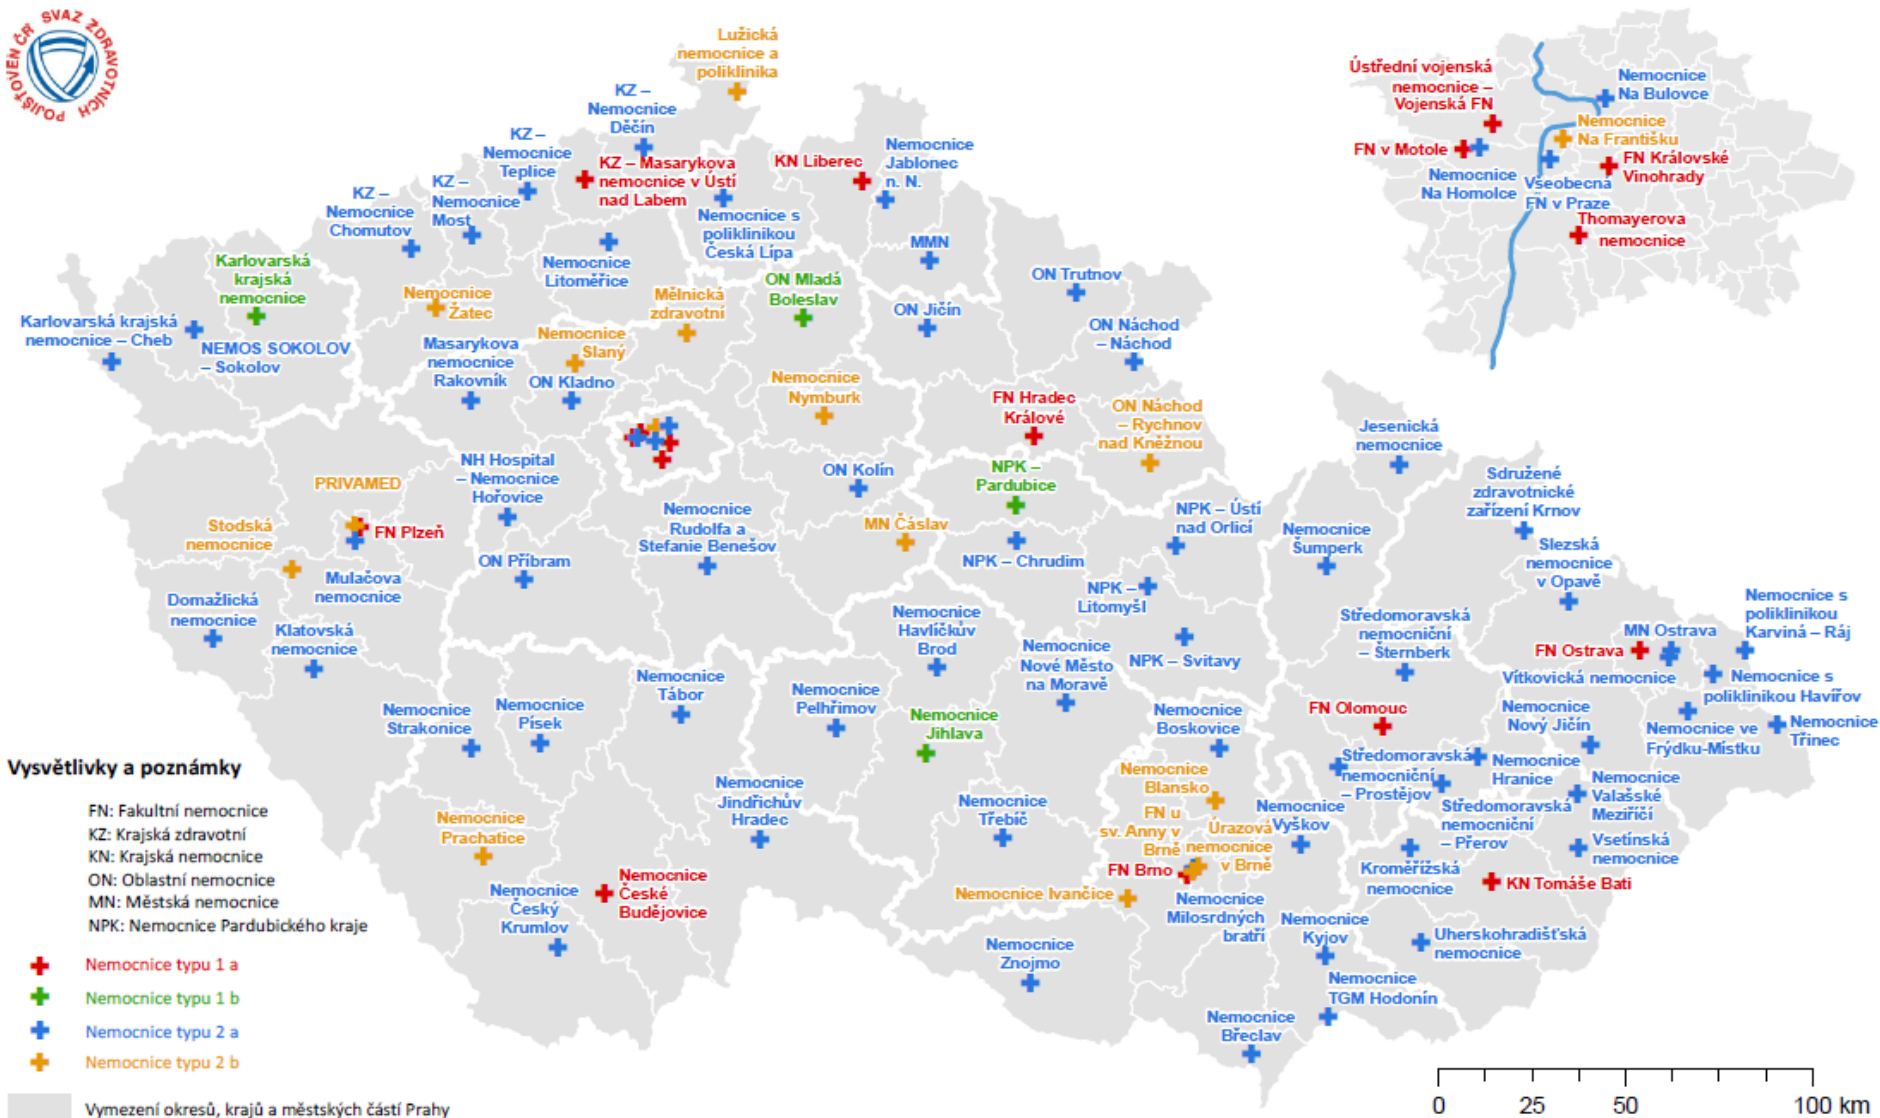 SVAZ ZDRAVOTNÍCH POJIŠŤOVEN ČR
Lužická
nemocnice a
poliklinika
KZ –
Nemocnice
Děčín
KZ –
Nemocnice
Teplice
KZ – Masarykova
nemocnice v Ústí
nad Labem
KN Liberec
Nemocnice
Jablonec
n. N.
KZ –
Nemocnice
Chomutov
KZ –
Nemocnice
Most
Nemocnice s
poliklinikou
Česká Lípa
Nemocnice
Litoměřice
MMN
Karlovarská
krajská
nemocnice
Nemocnice
Žatec
Mělnická
zdravotní
ON Mladá
Boleslav
ON Jičín
ON Trutnov
ON Náchod
– Náchod
Karlovarská krajská
nemocnice – Cheb
NEMOS SOKOLOV
– Sokolov
Masarykova
nemocnice
Rakovník
Nemocnice
Slaný
ON Kladno
Nemocnice
Nymburk
FN Hradec
Králové
ON Náchod
– Rychnov
nad Kněžnou
Ústřední vojenská
nemocnice –
Vojenská FN
Nemocnice
Na Bulovce
Nemocnice
Na Františku
FN v Motole
FN Královské
Vinohrady
Nemocnice
Na Homolce
Všeobecná
FN v Praze
Thomayerova
nemocnice
PRIVAMED
NH Hospital
– Nemocnice
Hořovice
ON Kolín
NPK –
Pardubice
Jesenická
nemocnice
Sdružené
zdravotnické
zařízení Krnov
Stodská
nemocnice
FN Plzeň
Nemocnice
Rudolfa a
Stefanie Benešov
MN Čáslav
NPK – Chrudim
NPK – Ústí
nad Orlicí
Nemocnice
Šumperk
Slezská
nemocnice
v Opavě
Mulačova
nemocnice
ON Příbram
NPK –
Litomyšl
Domažlická
nemocnice
Klatovská
nemocnice
Nemocnice
Havlíčkův
Brod
Nemocnice
Nové Město
na Moravě
NPK – Svitavy
Středomoravská
nemocniční
– Šternberk
MN Ostrava
Nemocnice s
poliklinikou
Karviná – Ráj
FN Ostrava
Vítkovická nemocnice
Nemocnice s
poliklinikou Havířov
Nemocnice
Strakonice
Nemocnice
Písek
Nemocnice
Tábor
Nemocnice
Pelhřimov
Nemocnice
Jihlava
Nemocnice
Boskovice
FN Olomouc
Nemocnice
Nový Jičín
Nemocnice ve
Frýdku-Místku
Nemocnice
Třinec
Středomoravská
nemocniční
– Prostějov
Nemocnice
Hranice
Nemocnice
Valašské
Meziříčí
Nemocnice
Blansko
Nemocnice
Prachatice
Nemocnice
Jindřichův
Hradec
Nemocnice
Třebíč
FN u
sv. Anny v
Brně
Úrazová
nemocnice
v Brně
Nemocnice
Vyškov
Středomoravská
nemocniční
– Přerov
Vsetínská
nemocnice
FN Brno
Kroměřížská
nemocnice
KN Tomáše Bati
Nemocnice
Český
Krumlov
Nemocnice
České
Budějovice
Nemocnice Ivančice
Nemocnice
Milosrdných
bratří
Nemocnice
Kyjov
Uherskohradišťská
nemocnice
Nemocnice
Znojmo
Nemocnice
TGM Hodonín
Nemocnice
Břeclav
Vysvětlivky a poznámky
FN: Fakultní nemocnice
KZ: Krajská zdravotní
KN: Krajská nemocnice
ON: Oblastní nemocnice
MN: Městská nemocnice
NPK: Nemocnice Pardubického kraje
Nemocnice typu 1 a
Nemocnice typu 1 b
Nemocnice typu 2 a
Nemocnice typu 2 b
Vymezení okresů, krajů a městských částí Prahy
0 25 50 100 km